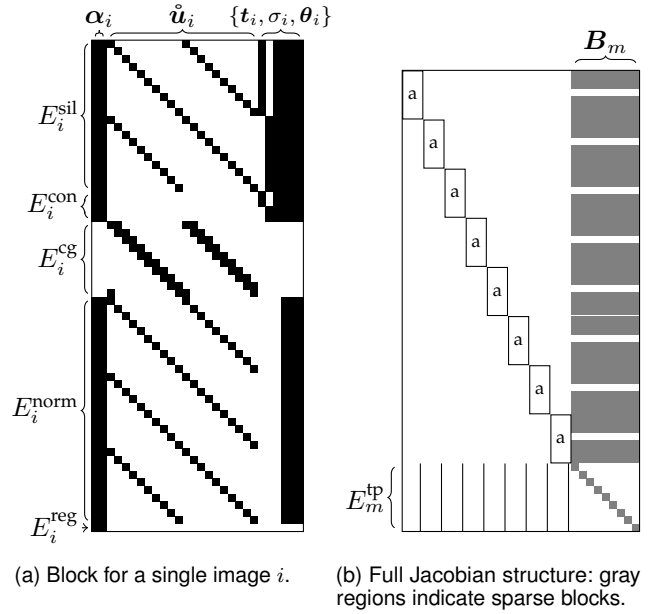 α_i ů_i {t_i, σ_i, θ_i}
E_i^sil
E_i^con
E_i^cg
E_i^norm
E_i^reg
(a) Block for a single image i.
B_m
a
a
a
a
a
a
a
a
E_m^tp
(b) Full Jacobian structure: gray
regions indicate sparse blocks.